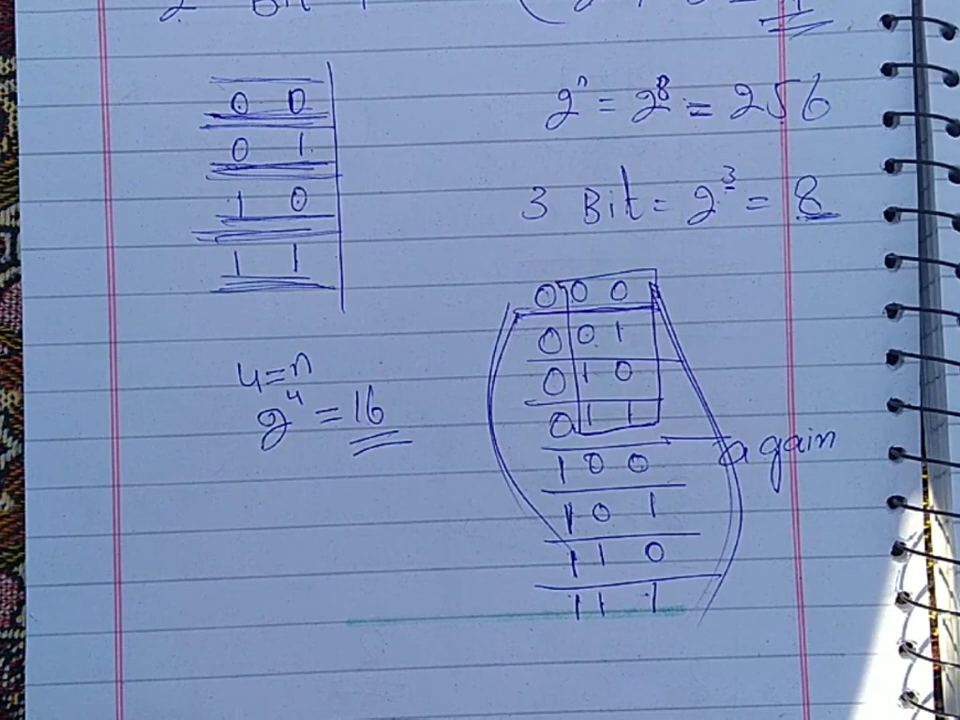 2 Bit
0 0
0 1
1 0
1 1
2ⁿ = 2⁸ = 256
3 Bit = 2³ = 8
4=n
2⁴ = 16
0 0 0
0 0 1
0 1 0
0 1 1
again
1 0 0
1 0 1
1 1 0
1 1 1